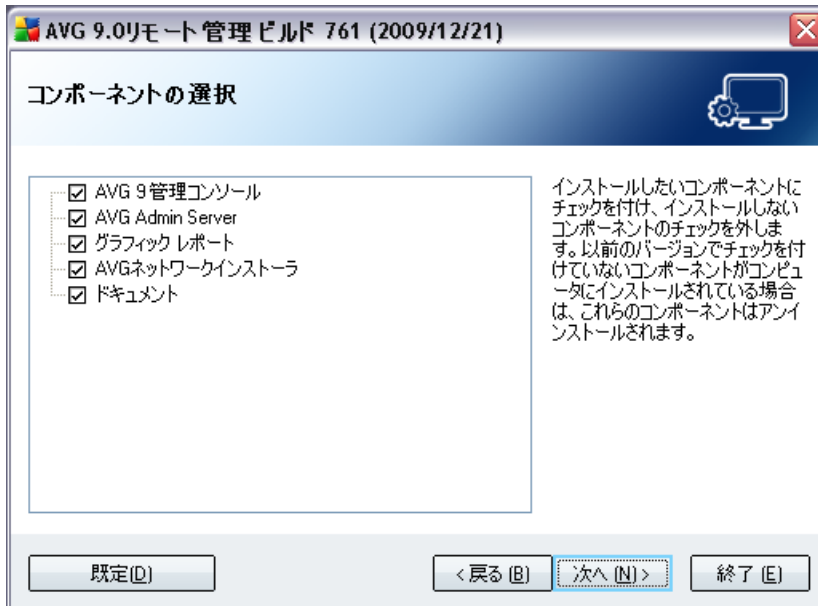 AVG 9.0リモート管理 ビルド 761 (2009/12/21)
コンポーネントの選択
AVG 9管理コンソール
AVG Admin Server
グラフィック レポート
AVGネットワークインストーラ
ドキュメント
インストールしたいコンポーネントに
チェックを付け、インストールしない
コンポーネントのチェックを外しま
す。以前のバージョンでチェックを付
けていないコンポーネントがコンピュ
ータにインストールされている場合
は、これらのコンポーネントはアンイ
ンストールされます。
既定(D)
< 戻る (B)
次へ (N) >
終了 (E)